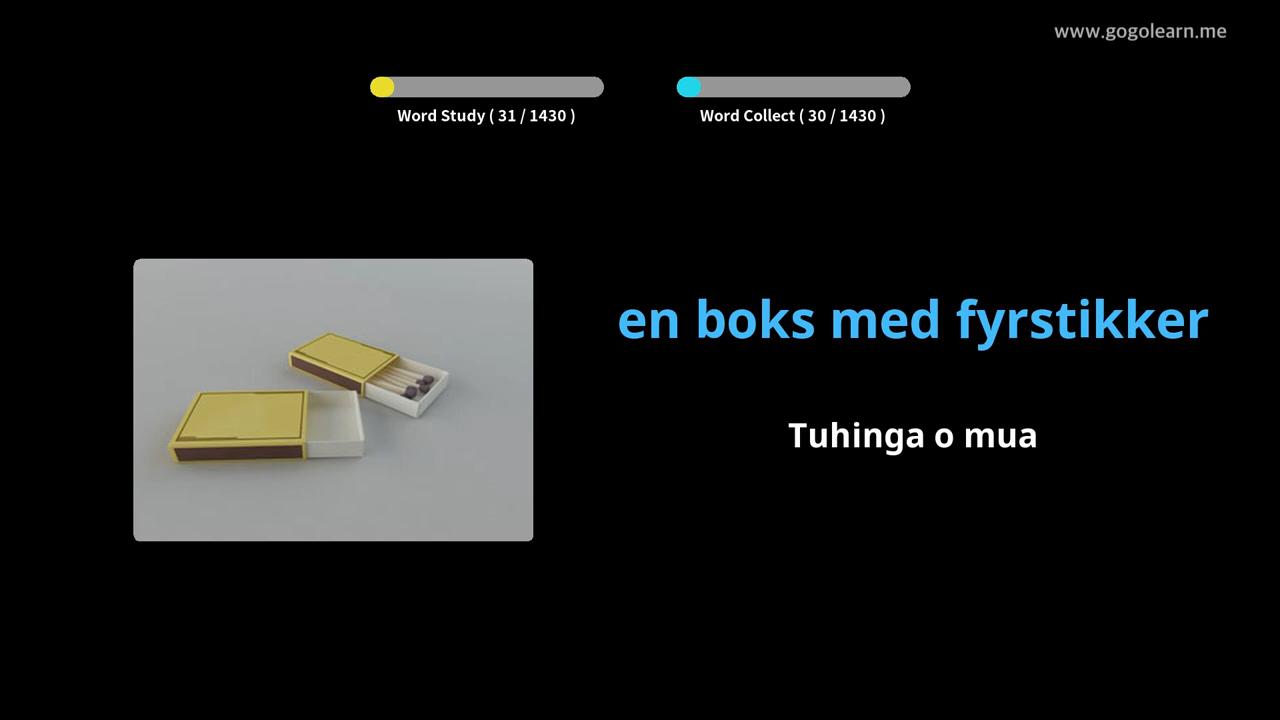 www.gogolearn.me
Word Study ( 31 / 1430 )
Word Collect ( 30 / 1430 )
en boks med fyrstikker
Tuhinga o mua